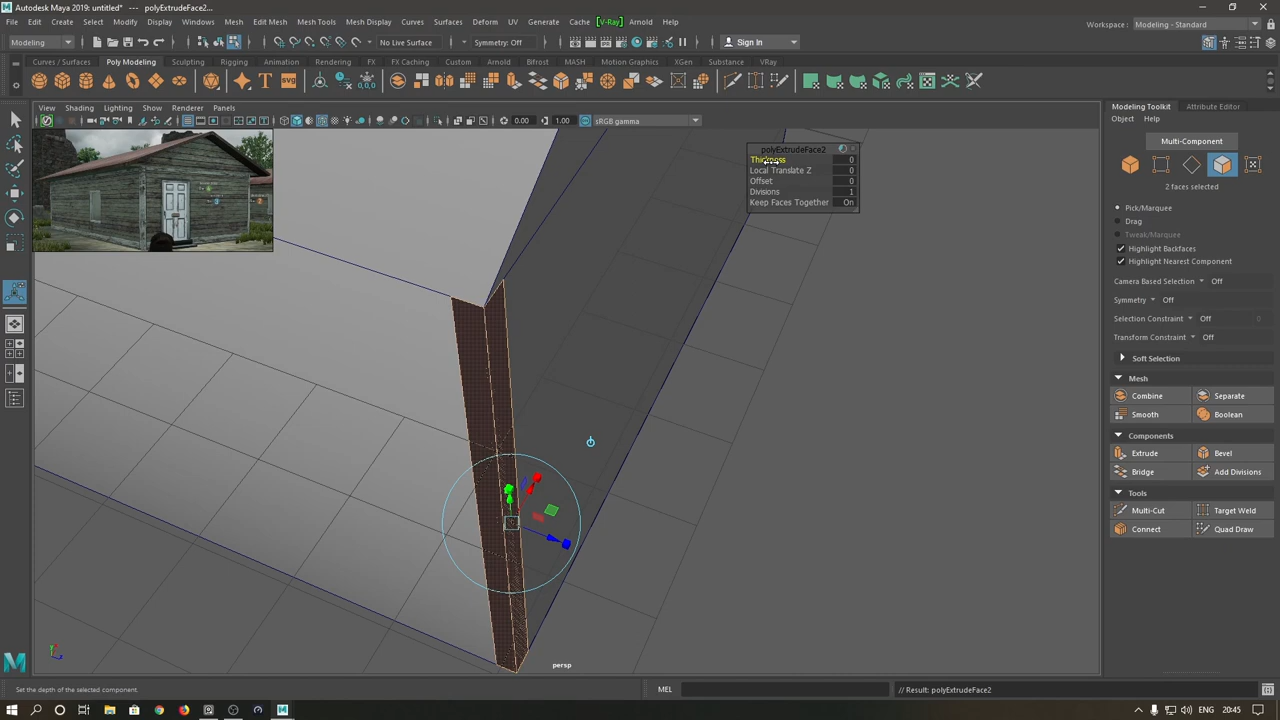 Autodesk Maya 2019: untitled*   ---   polyExtrudeFace2...
File Edit Create Select Modify Display Windows Mesh Edit Mesh Mesh Tools Mesh Display Curves Surfaces Deform UV Generate Cache [V-Ray] Arnold Help
Workspace : Modeling - Standard
Modeling No Live Surface Symmetry: Off Sign In
Curves / Surfaces Poly Modeling Sculpting Rigging Animation Rendering FX FX Caching Custom Arnold Bifrost MASH Motion Graphics XGen Substance VRay
SVG
View Shading Lighting Show Renderer Panels
0.00 1.00 sRGB gamma
polyExtrudeFace2
Thickness 0
Local Translate Z 0
Offset 0
Divisions 1
Keep Faces Together On
persp
Modeling Toolkit Attribute Editor
Object Help
Multi-Component
2 faces selected
Pick/Marquee
Drag
Tweak/Marquee
Highlight Backfaces
Highlight Nearest Component
Camera Based Selection Off
Symmetry Off
Selection Constraint Off 0
Transform Constraint Off
Soft Selection
Mesh
Combine Separate
Smooth Boolean
Components
Extrude Bevel
Bridge Add Divisions
Tools
Multi-Cut Target Weld
Connect Quad Draw
Set the depth of the selected component.
MEL
// Result: polyExtrudeFace2
ENG 20:45